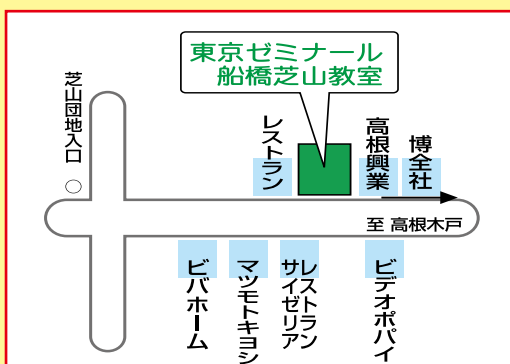 東京ゼミナール
船橋芝山教室
芝山団地入口
レストラン
高根興業
博全社
至 高根木戸
ビバホーム
マツモトキヨシ
レストラン
サイゼリア
ビデオポパイ